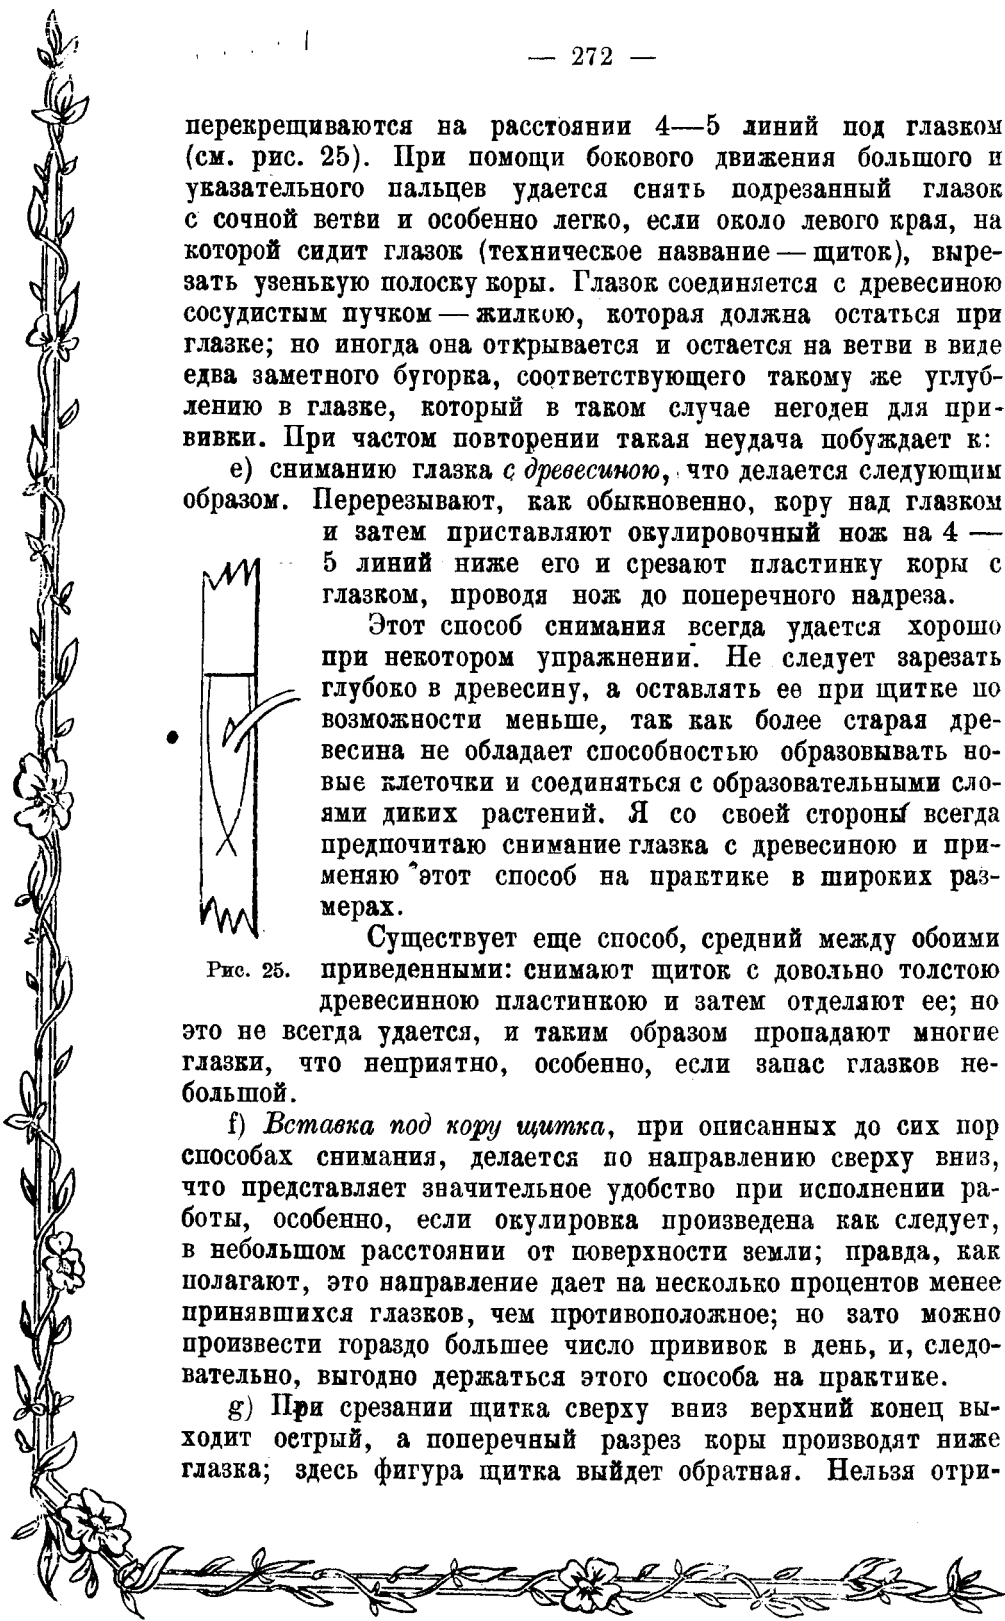 — 272 —
перекрещиваются на расстоянии 4—5 линий под глазком
(см. рис. 25). При помощи бокового движения большого и
указательного пальцев удается снять подрезанный глазок
с сочной ветви и особенно легко, если около левого края, на
которой сидит глазок (техническое название — щиток), выре-
зать узенькую полоску коры. Глазок соединяется с древесиною
сосудистым пучком — жилкою, которая должна остаться при
глазке; но иногда она открывается и остается на ветви в виде
едва заметного бугорка, соответствующего такому же углуб-
лению в глазке, который в таком случае негоден для при-
вивки. При частом повторении такая неудача побуждает к:
е) сниманию глазка с древесиною, что делается следующим
образом. Перерезывают, как обыкновенно, кору над глазком
и затем приставляют окулировочный нож на 4 —
5 линий ниже его и срезают пластинку коры с
глазком, проводя нож до поперечного надреза.
Этот способ снимания всегда удается хорошо
при некотором упражнении. Не следует зарезать
глубоко в древесину, а оставлять ее при щитке по
возможности меньше, так как более старая дре-
весина не обладает способностью образовывать но-
вые клеточки и соединяться с образовательными сло-
ями диких растений. Я со своей стороны всегда
предпочитаю снимание глазка с древесиною и при-
меняю этот способ на практике в широких раз-
мерах.
Существует еще способ, средний между обоими
Рис. 25.
приведенными: снимают щиток с довольно толстою
древесинною пластинкою и затем отделяют ее; но
это не всегда удается, и таким образом пропадают многие
глазки, что неприятно, особенно, если запас глазков не-
большой.
f) Вставка под кору щитка, при описанных до сих пор
способах снимания, делается по направлению сверху вниз,
что представляет значительное удобство при исполнении ра-
боты, особенно, если окулировка произведена как следует,
в небольшом расстоянии от поверхности земли; правда, как
полагают, это направление дает на несколько процентов менее
принявшихся глазков, чем противоположное; но зато можно
произвести гораздо большее число прививок в день, и, следо-
вательно, выгодно держаться этого способа на практике.
g) При срезании щитка сверху вниз верхний конец вы-
ходит острый, а поперечный разрез коры производят ниже
глазка; здесь фигура щитка выйдет обратная. Нельзя отри-